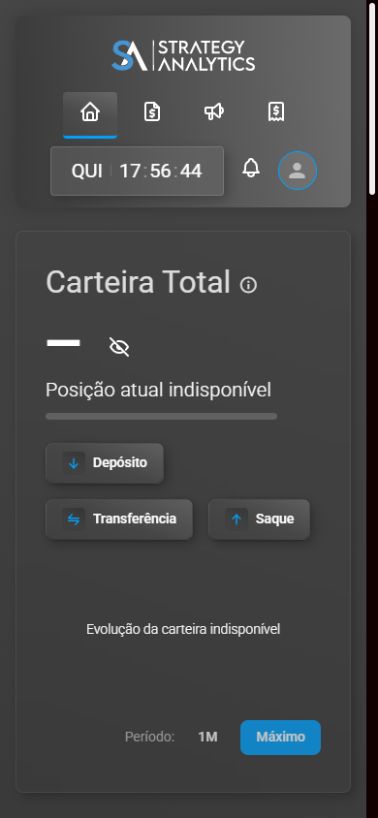 STRATEGY
ANALYTICS
QUI 17:56:44
Carteira Total
Posição atual indisponível
Depósito
Transferência Saque
Evolução da carteira indisponível
Período: 1M Máximo